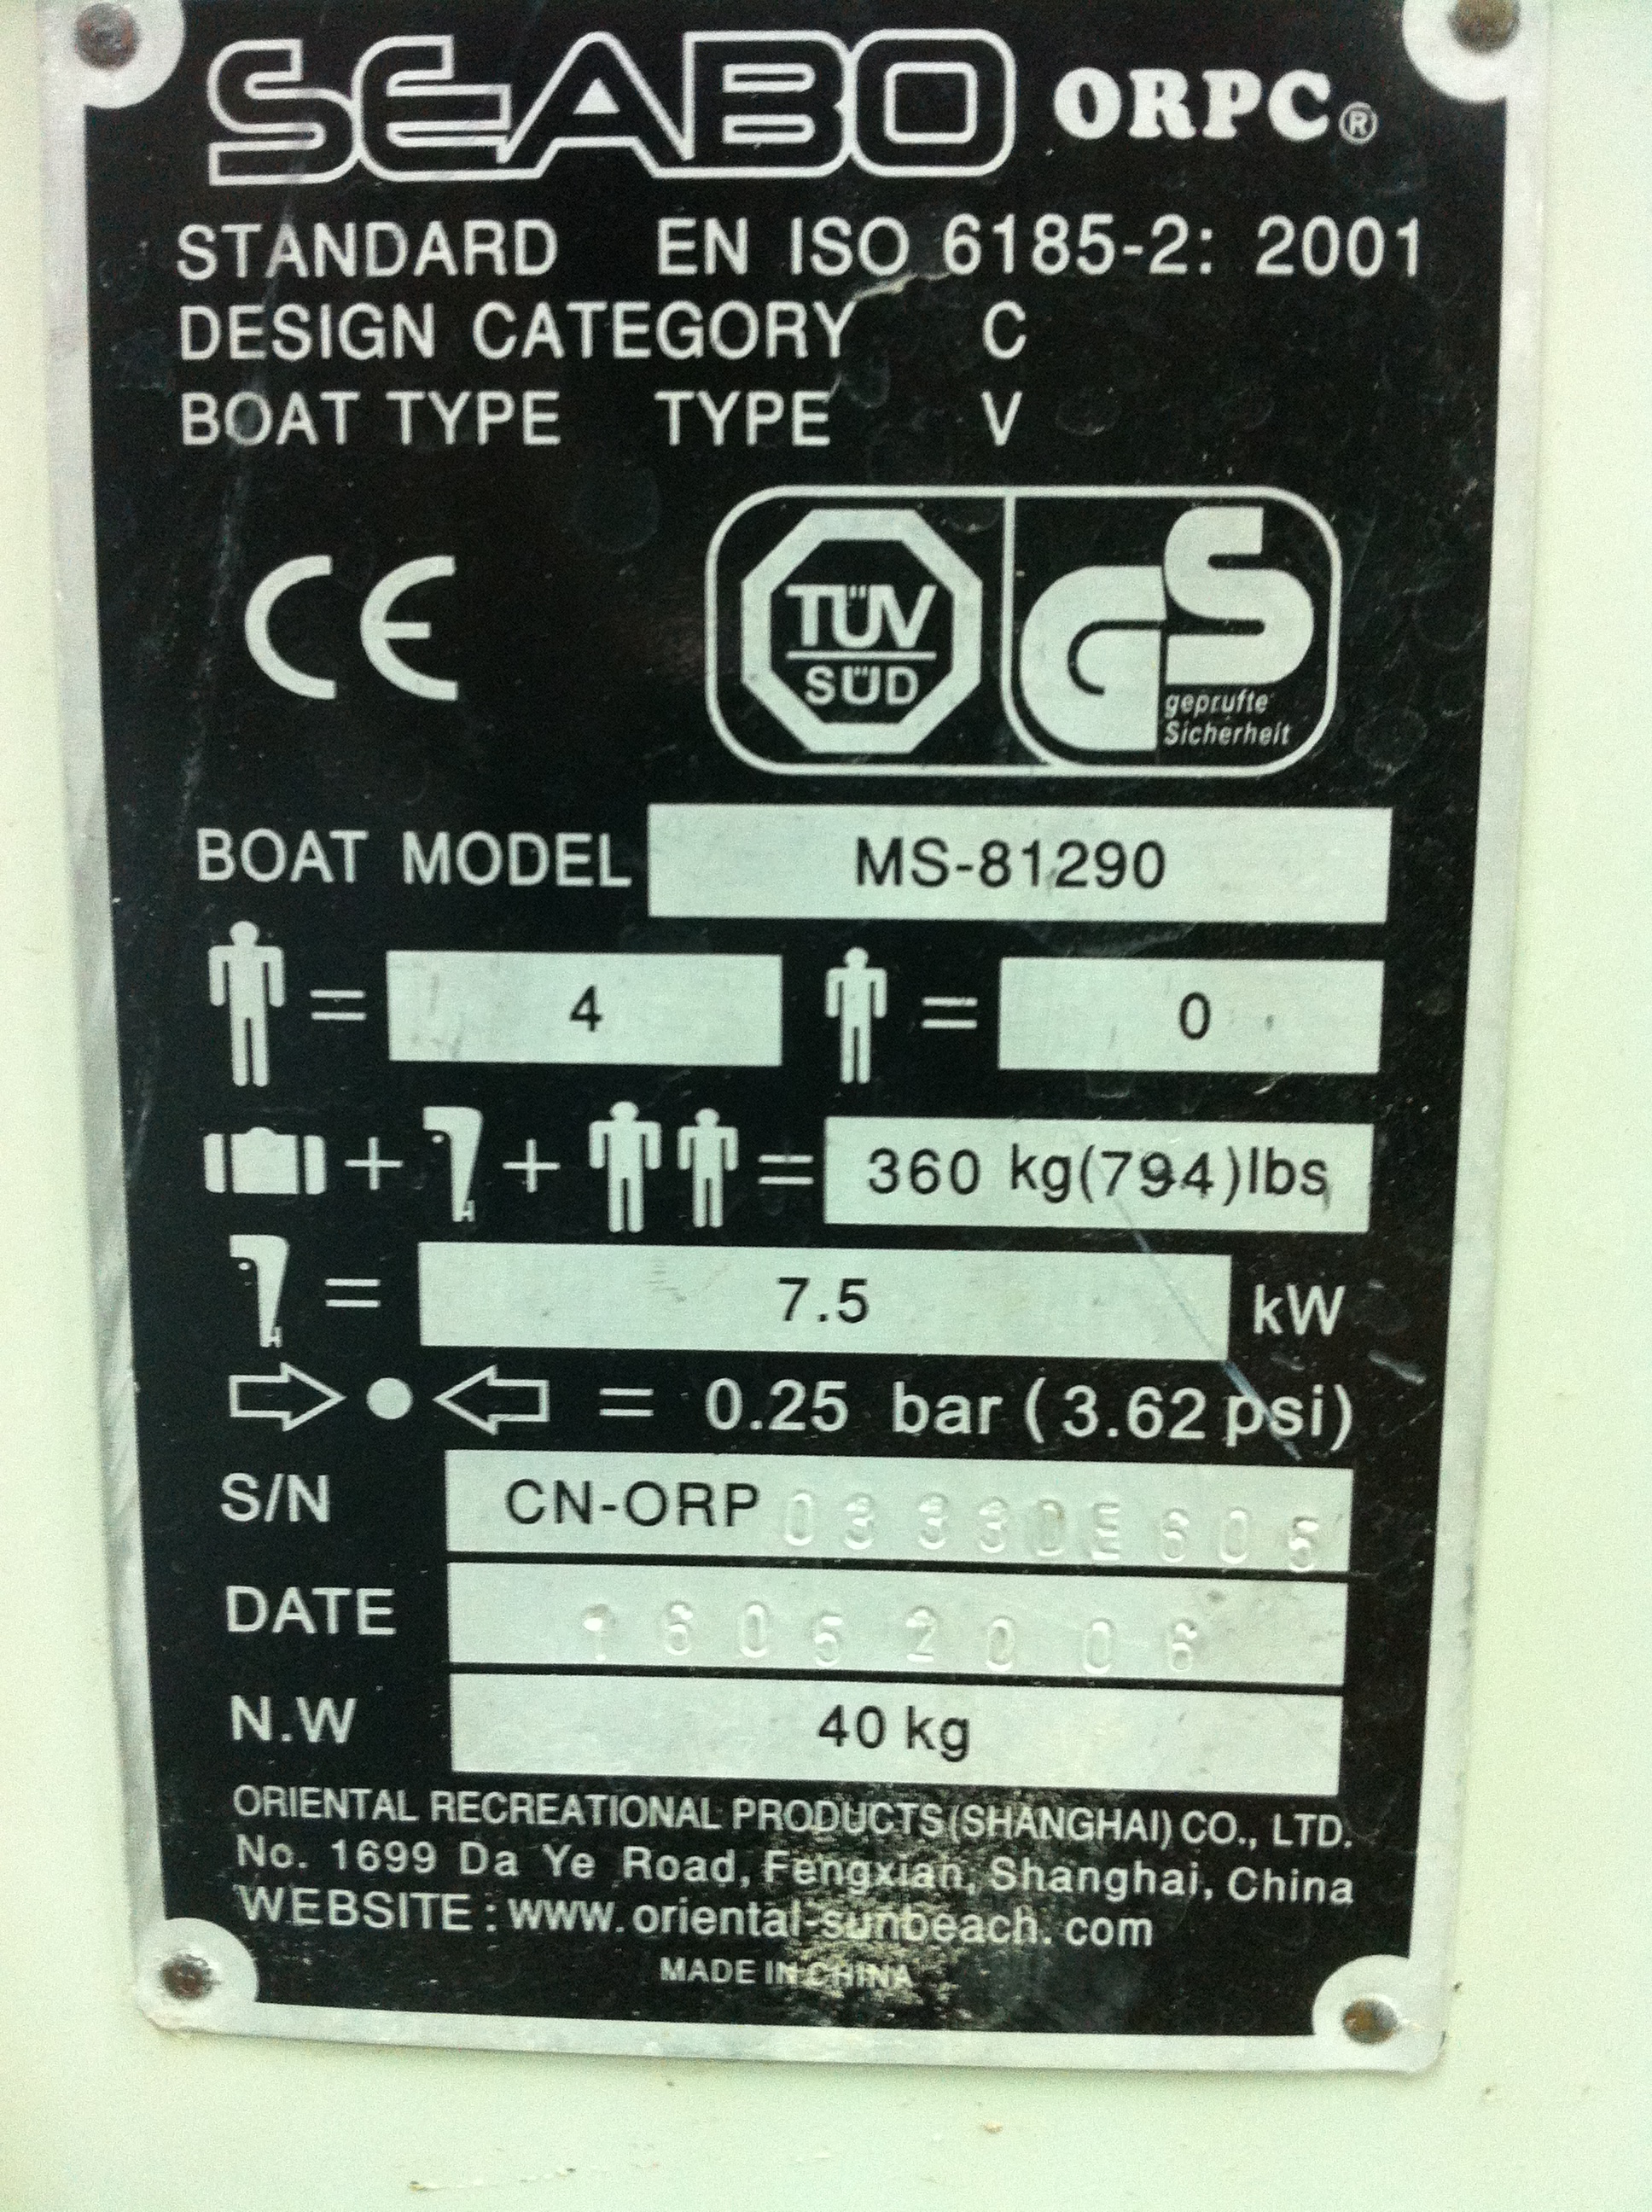 SEABO ORPC®
STANDARD EN ISO 6185-2: 2001
DESIGN CATEGORY C
BOAT TYPE TYPE V
CE
TÜV
SÜD
GS
geprufte
Sicherheit
BOAT MODEL MS-81290
= 4 = 0
+ + = 360 kg(794)lbs
= 7.5 kW
= 0.25 bar (3.62 psi)
S/N CN-ORP 03330E606
DATE 16052006
N.W 40 kg
ORIENTAL RECREATIONAL PRODUCTS (SHANGHAI) CO., LTD.
No. 1699 Da Ye Road, Fengxian, Shanghai, China
WEBSITE : www.oriental-sunbeach.com
MADE IN CHINA